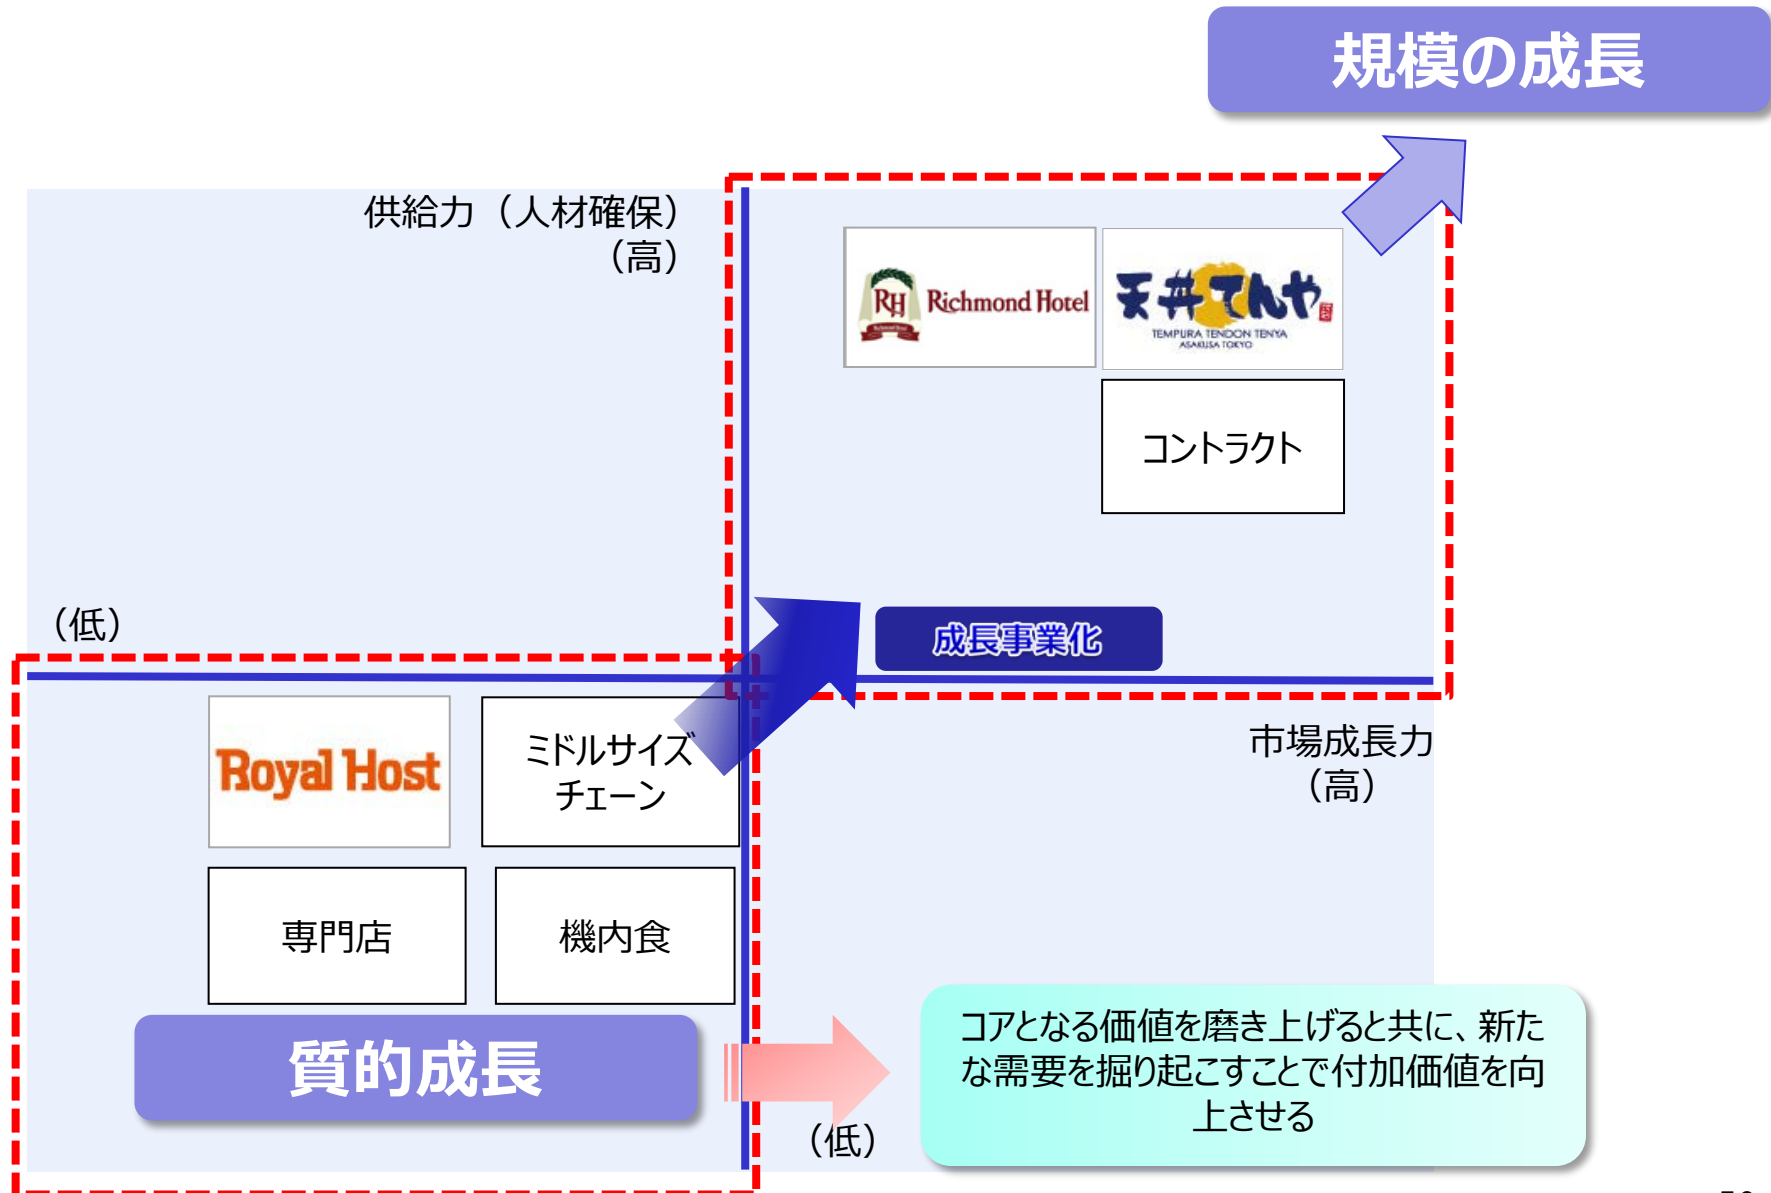 規模の成長
供給力（人材確保）
（高）
RH
Richmond Hotel
天丼てんや
TEMPURA TENDON TENYA
ASAKUSA TOKYO
コントラクト
（低）
成長事業化
市場成長力
（高）
Royal Host
ミドルサイズ
チェーン
専門店
機内食
質的成長
コアとなる価値を磨き上げると共に、新た
な需要を掘り起こすことで付加価値を向
上させる
（低）